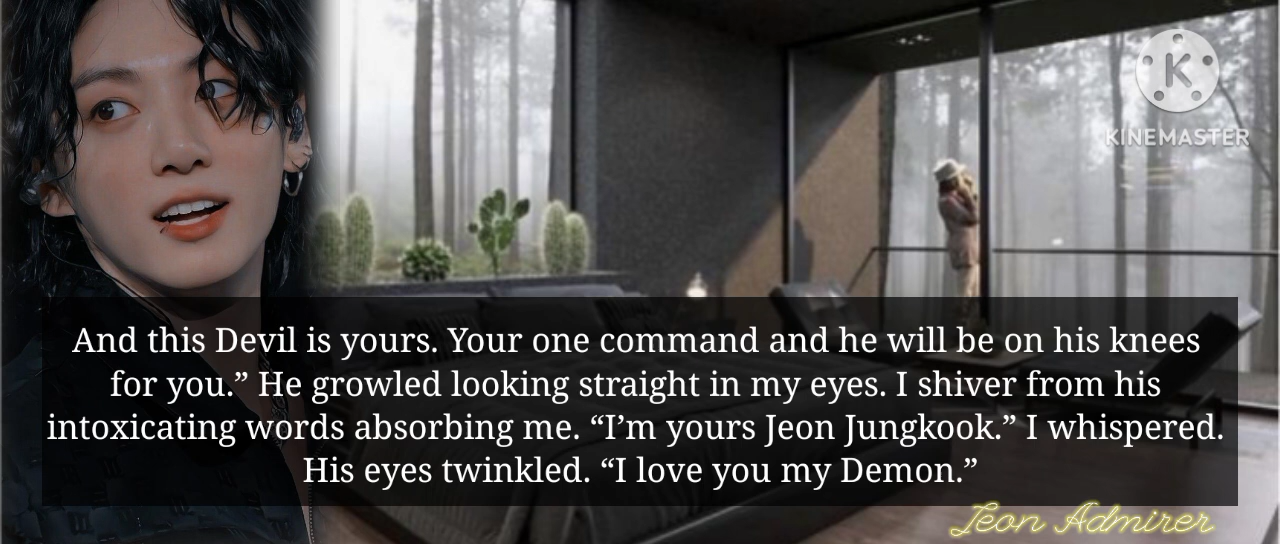 K
KINEMASTER
And this Devil is yours. Your one command and he will be on his knees
for you.” He growled looking straight in my eyes. I shiver from his
intoxicating words absorbing me. “I’m yours Jeon Jungkook.” I whispered.
His eyes twinkled. “I love you my Demon.”
Jeon Admirer